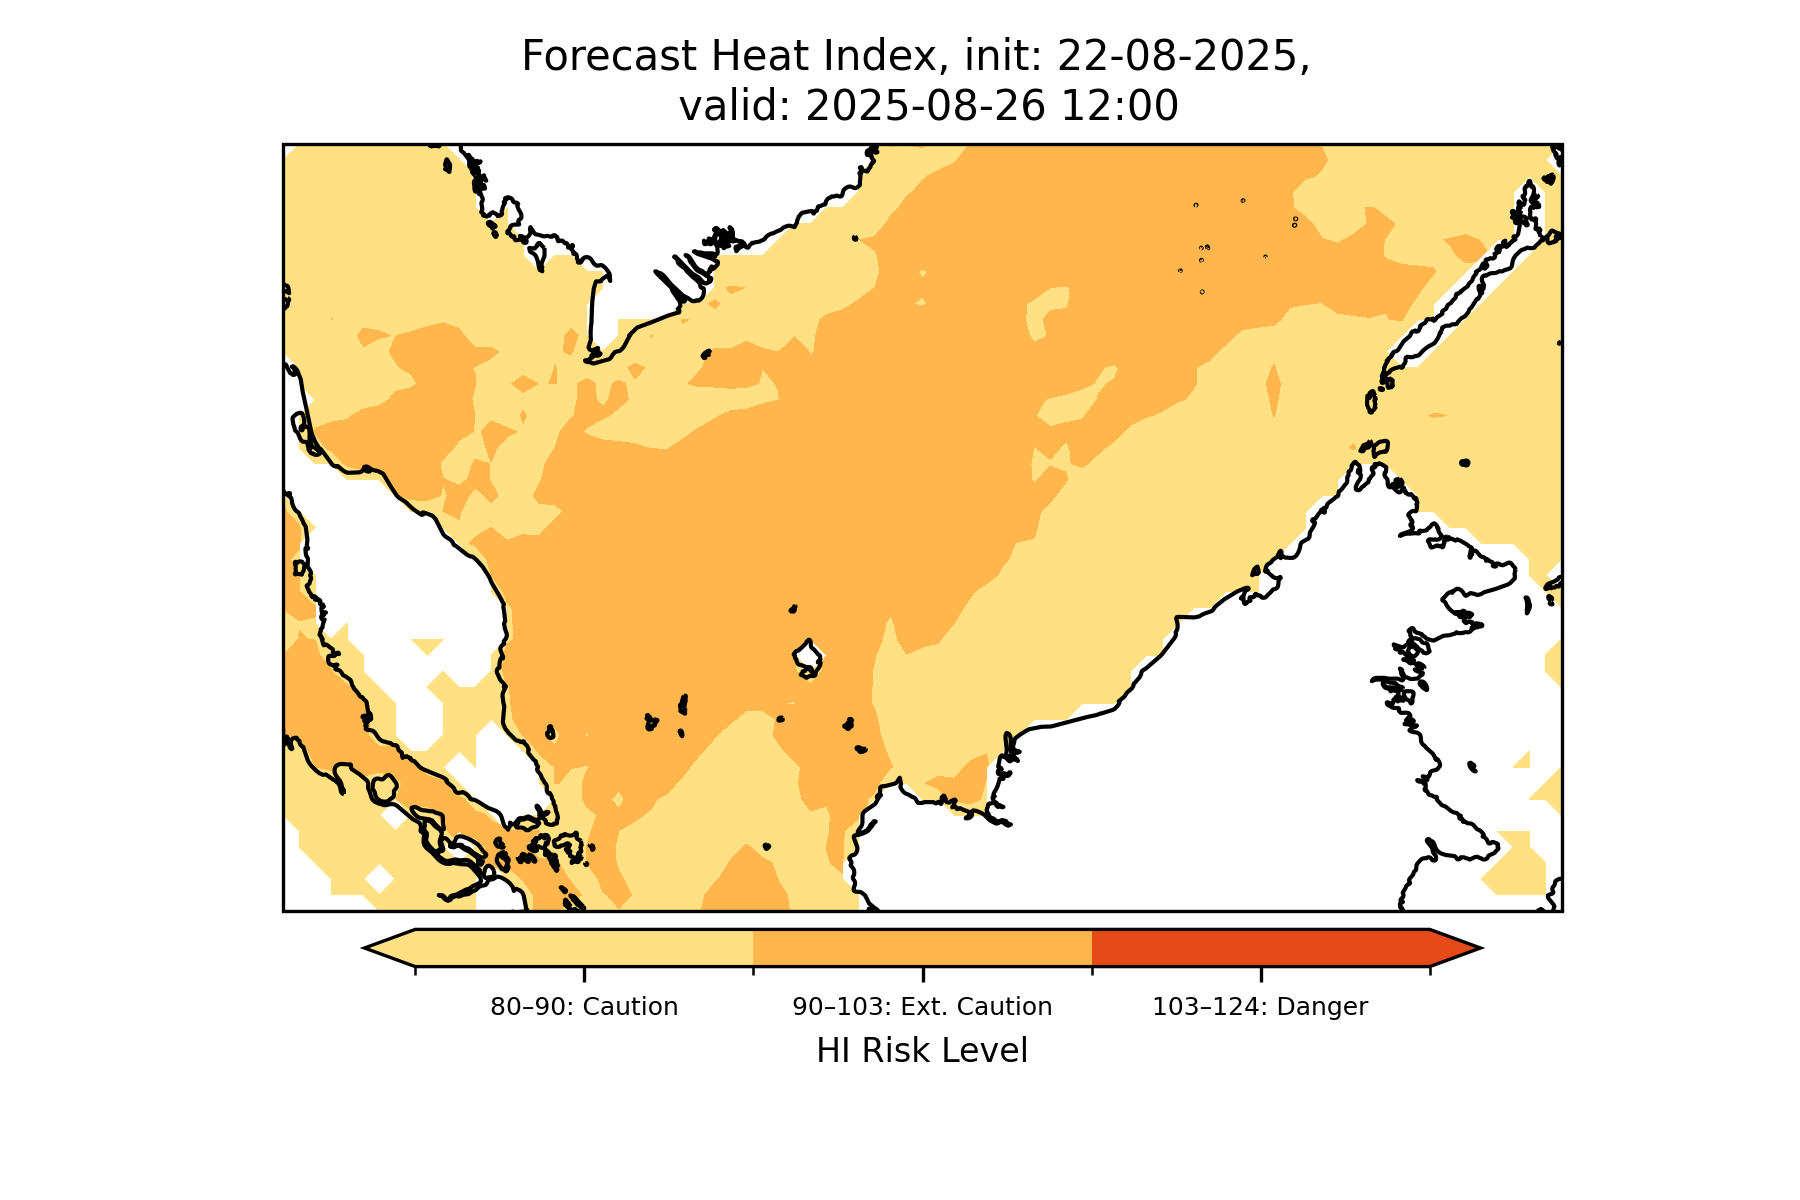 Forecast Heat Index, init: 22-08-2025,
valid: 2025-08-26 12:00
80–90: Caution
90–103: Ext. Caution
103–124: Danger
HI Risk Level